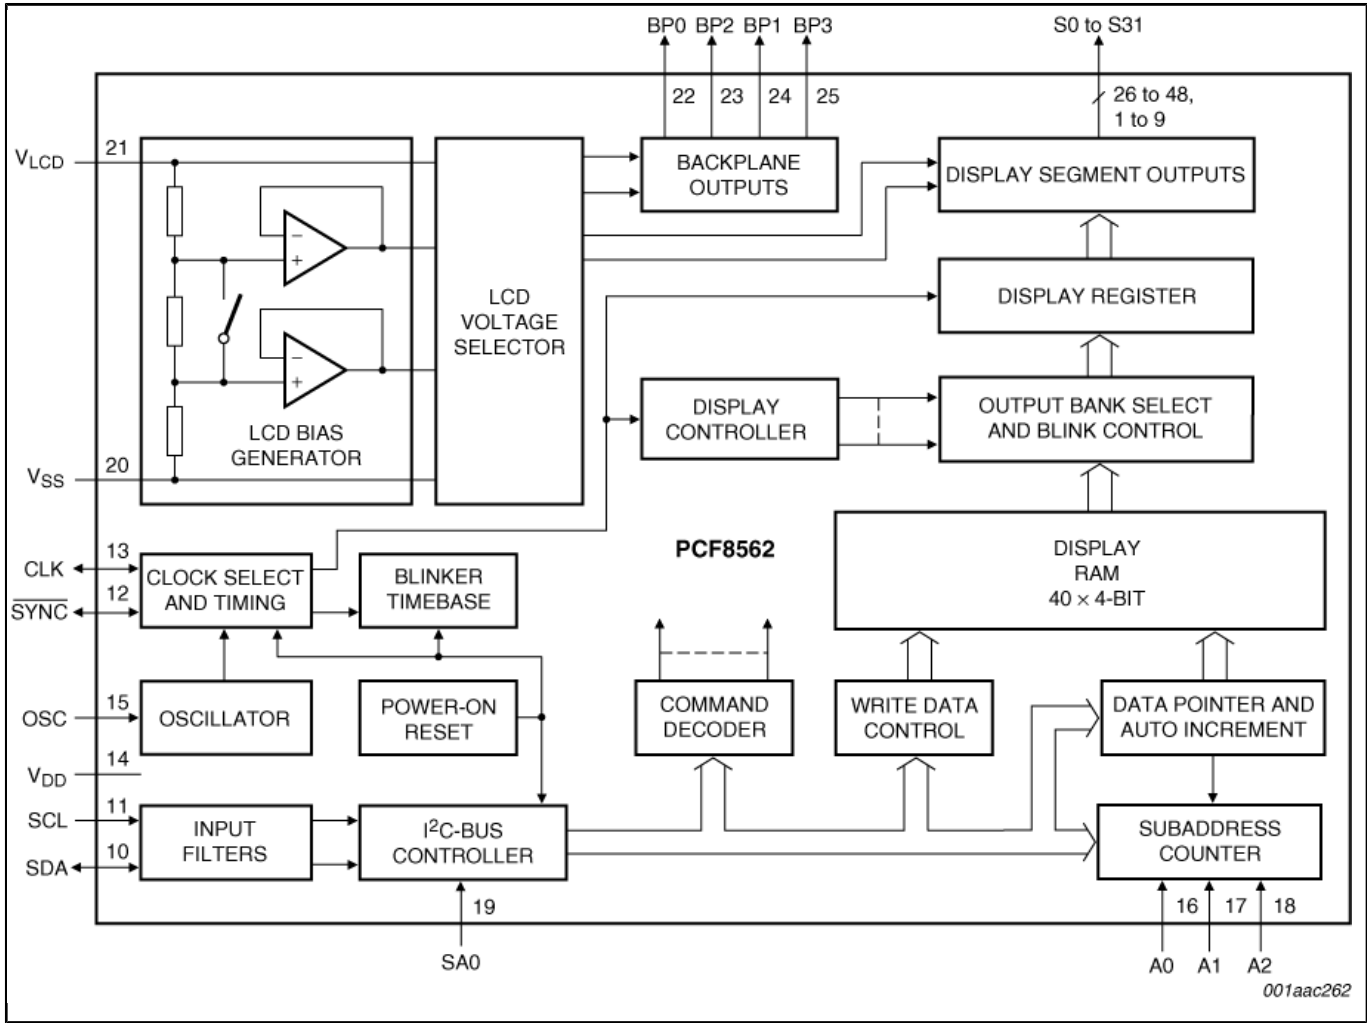 BP0 BP2 BP1 BP3
S0 to S31
22 23 24 25
26 to 48,
1 to 9
VLCD
21
BACKPLANE
OUTPUTS
DISPLAY SEGMENT OUTPUTS
−
+
LCD
VOLTAGE
SELECTOR
DISPLAY REGISTER
−
+
LCD BIAS
GENERATOR
DISPLAY
CONTROLLER
OUTPUT BANK SELECT
AND BLINK CONTROL
VSS
20
PCF8562
DISPLAY
RAM
40 × 4-BIT
CLK
13
SYNC
12
CLOCK SELECT
AND TIMING
BLINKER
TIMEBASE
OSC
15
OSCILLATOR
POWER-ON
RESET
COMMAND
DECODER
WRITE DATA
CONTROL
DATA POINTER AND
AUTO INCREMENT
VDD
14
SCL
11
SDA
10
INPUT
FILTERS
I2C-BUS
CONTROLLER
SUBADDRESS
COUNTER
19
16 17 18
SA0
A0 A1 A2
001aac262